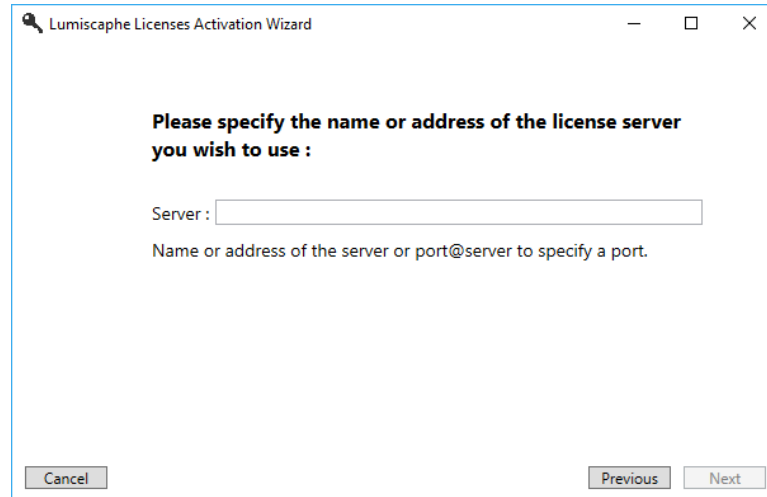 Lumiscaphe Licenses Activation Wizard
Please specify the name or address of the license server
you wish to use :
Server :
Name or address of the server or port@server to specify a port.
Cancel
Previous
Next